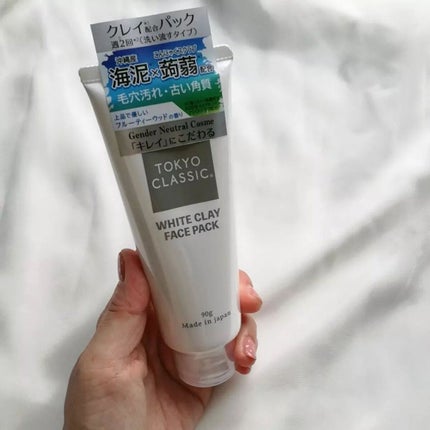 クレイ*配合パック
週2回*(洗い流すタイプ)
沖縄産
海泥×蒟蒻配合
毛穴汚れ・古い角質
上品で優しい
フルーティーウッドの香り
Gender Neutral Cosme
「キレイ」にこだわる
TOKYO
CLASSIC®
WHITE CLAY
FACE PACK
90g
Made in japan